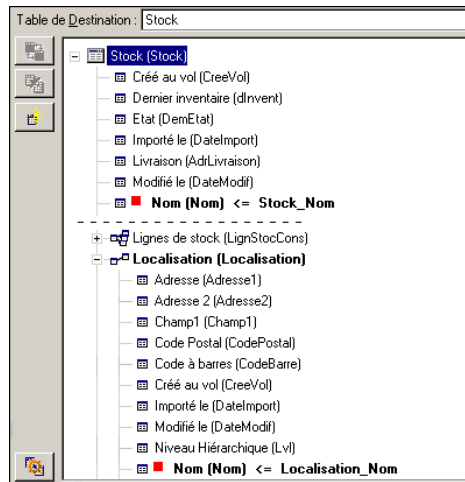 Table de Destination : Stock
Stock (Stock)
Créé au vol (CreeVol)
Dernier inventaire (dInvent)
Etat (DemEtat)
Importé le (DateImport)
Livraison (AdrLivraison)
Modifié le (DateModif)
Nom (Nom) <= Stock_Nom
Lignes de stock (LignStocCons)
Localisation (Localisation)
Adresse (Adresse1)
Adresse 2 (Adresse2)
Champ1 (Champ1)
Code Postal (CodePostal)
Code à barres (CodeBarre)
Créé au vol (CreeVol)
Importé le (DateImport)
Modifié le (DateModif)
Niveau Hiérarchique (Lvl)
Nom (Nom) <= Localisation_Nom